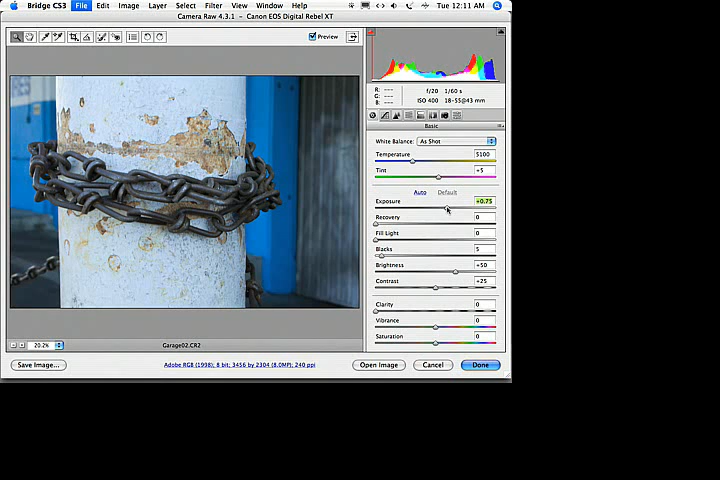 Bridge CS3 File Edit Image Layer Select Filter View Window Help Tue 12:11 AM
Camera Raw 4.3.1 - Canon EOS Digital Rebel XT
Preview
R: ---
G: ---
B: ---
f/20 1/60 s
ISO 400 18-55@43 mm
Basic
White Balance: As Shot
Temperature 5100
Tint +5
Auto Default
Exposure +0.75
Recovery 0
Fill Light 0
Blacks 5
Brightness +50
Contrast +25
Clarity 0
Vibrance 0
Saturation 0
20.2% Garage02.CR2
Save Image... Adobe RGB (1998); 8 bit; 3456 by 2304 (8.0MP); 240 ppi Open Image Cancel Done